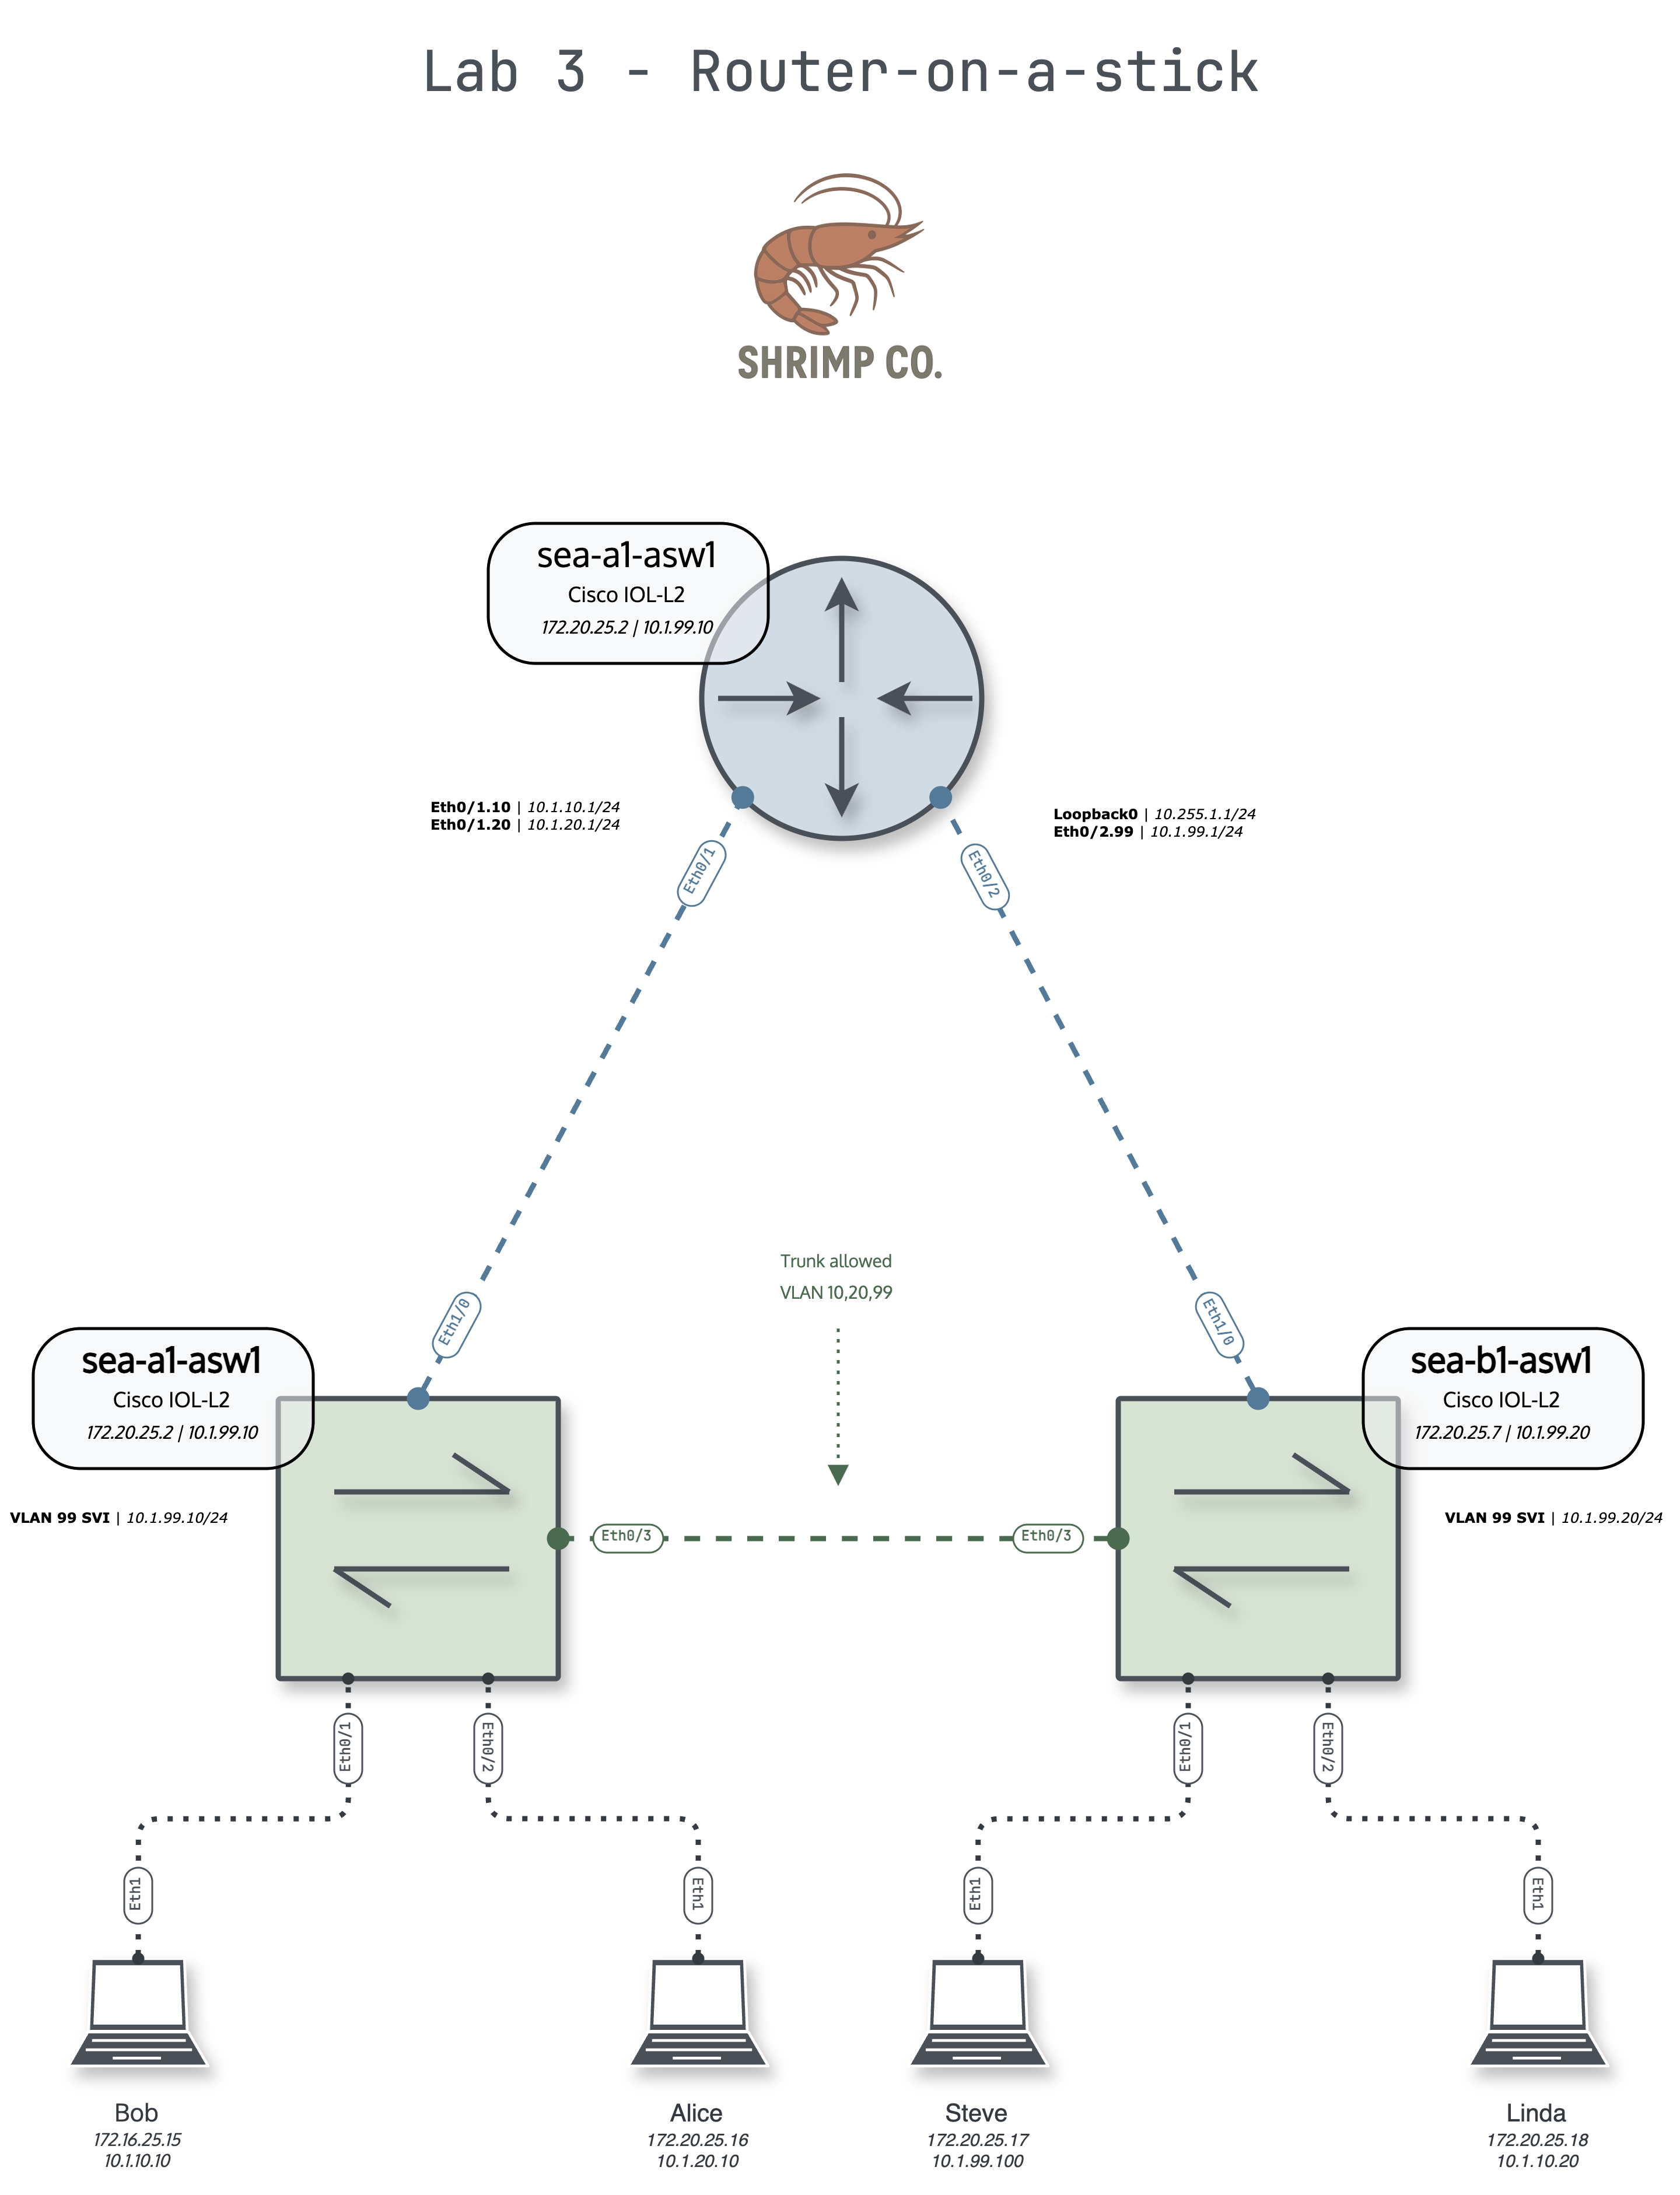 Lab 3 - Router-on-a-stick
SHRIMP CO.
sea-a1-asw1
Cisco IOL-L2
172.20.25.2 | 10.1.99.10
Eth0/1.10 | 10.1.10.1/24
Eth0/1.20 | 10.1.20.1/24
Loopback0 | 10.255.1.1/24
Eth0/2.99 | 10.1.99.1/24
Eth0/1
Eth0/2
Trunk allowed
VLAN 10,20,99
Eth1/0
Eth1/0
sea-a1-asw1
Cisco IOL-L2
172.20.25.2 | 10.1.99.10
sea-b1-asw1
Cisco IOL-L2
172.20.25.7 | 10.1.99.20
VLAN 99 SVI | 10.1.99.10/24
VLAN 99 SVI | 10.1.99.20/24
Eth0/3
Eth0/3
Eth0/1
Eth0/2
Eth0/1
Eth0/2
Eth1
Eth1
Eth1
Eth1
Bob
172.16.25.15
10.1.10.10
Alice
172.20.25.16
10.1.20.10
Steve
172.20.25.17
10.1.99.100
Linda
172.20.25.18
10.1.10.20